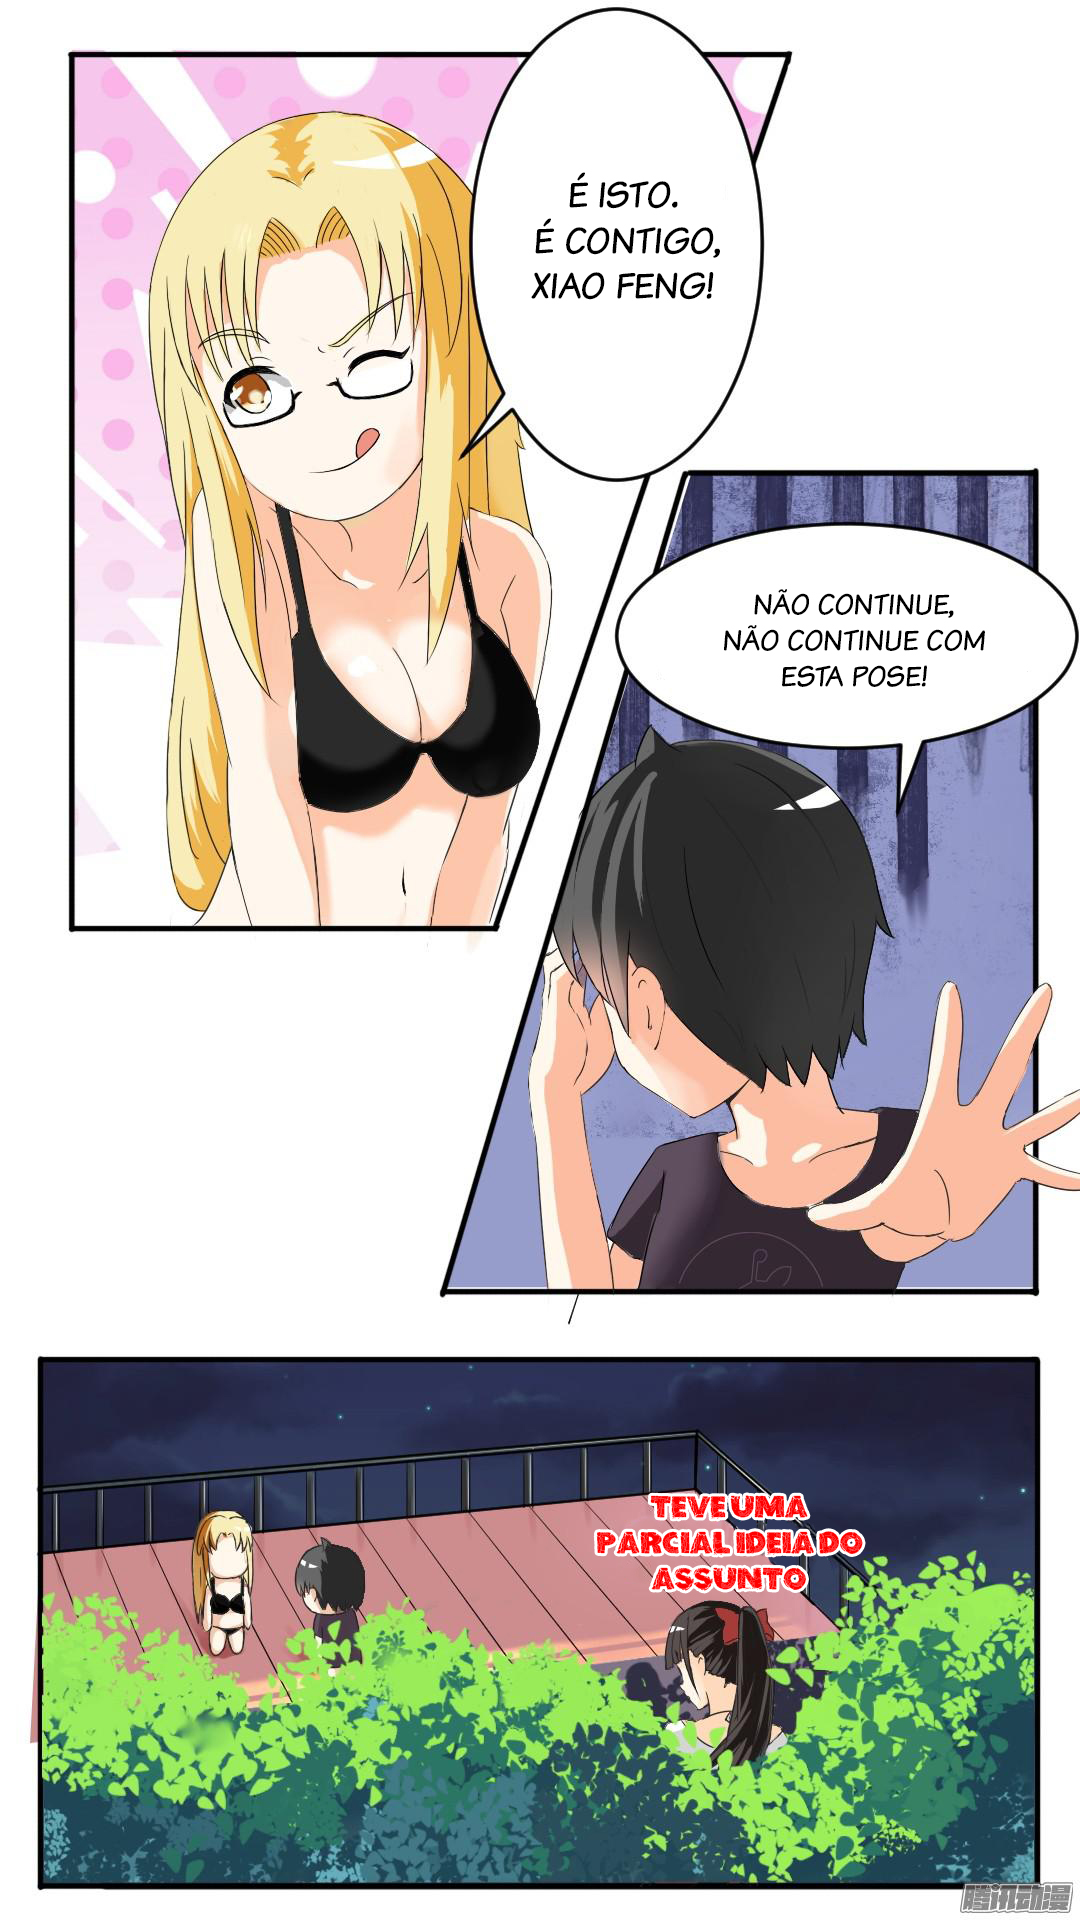 É ISTO.
É CONTIGO,
XIAO FENG!
NÃO CONTINUE,
NÃO CONTINUE COM
ESTA POSE!
TEVE UMA
PARCIAL IDEIA DO
ASSUNTO
腾讯动漫